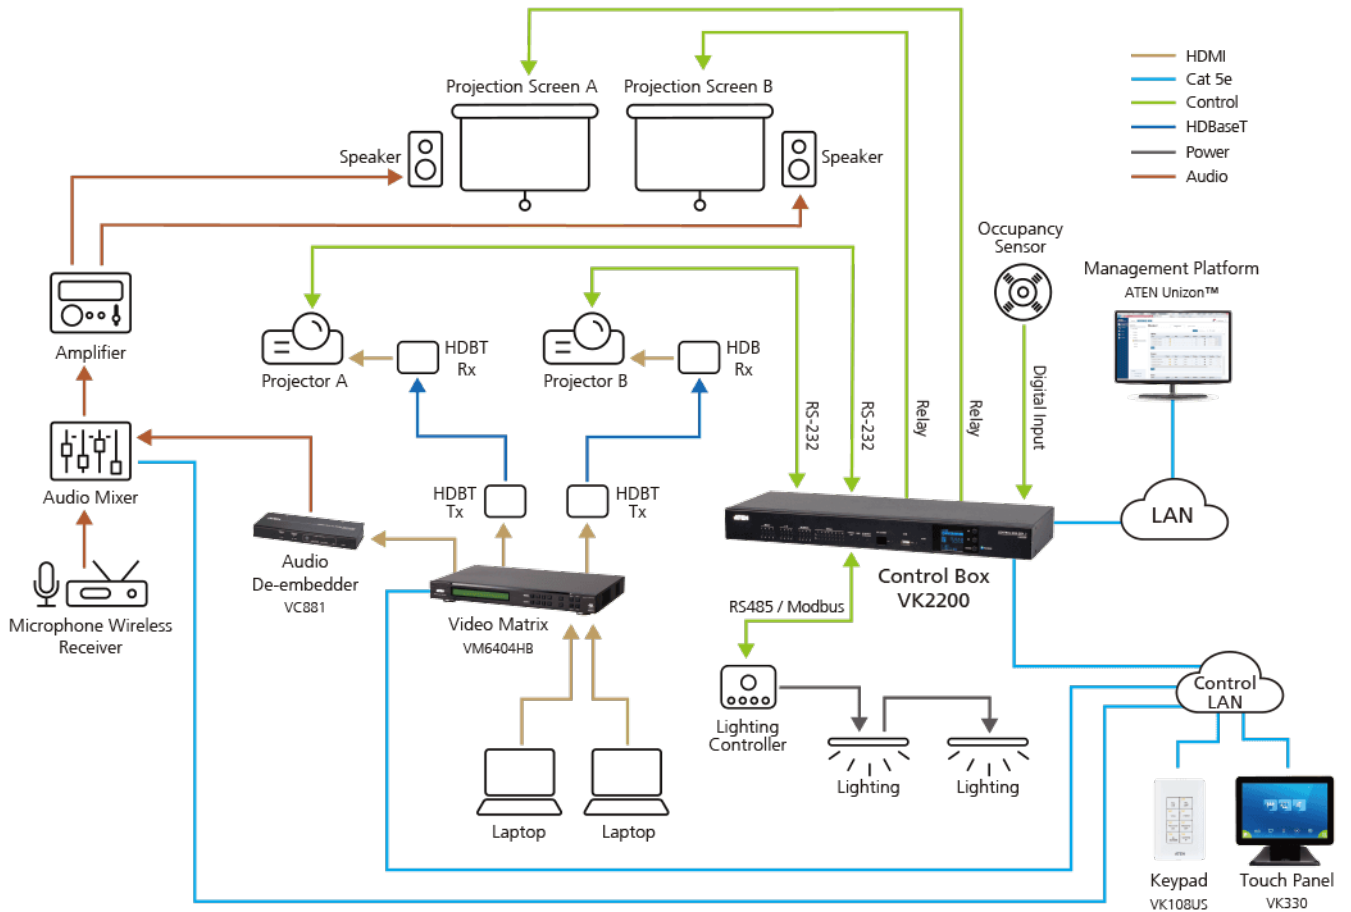 HDMI
Cat 5e
Control
HDBaseT
Power
Audio
Projection Screen A
Projection Screen B
Speaker
Speaker
Occupancy
Sensor
Management Platform
ATEN Unizon™
Amplifier
Projector A
HDBT
Rx
Projector B
HDB
Rx
RS-232
RS-232
Relay
Relay
Digital Input
Audio Mixer
HDBT
Tx
HDBT
Tx
LAN
Audio
De-embedder
VC881
Control Box
VK2200
Microphone Wireless
Receiver
Video Matrix
VM6404HB
RS485 / Modbus
Control
LAN
Lighting
Controller
Lighting
Lighting
Laptop
Laptop
ATEN
Keypad
VK108US
Touch Panel
VK330